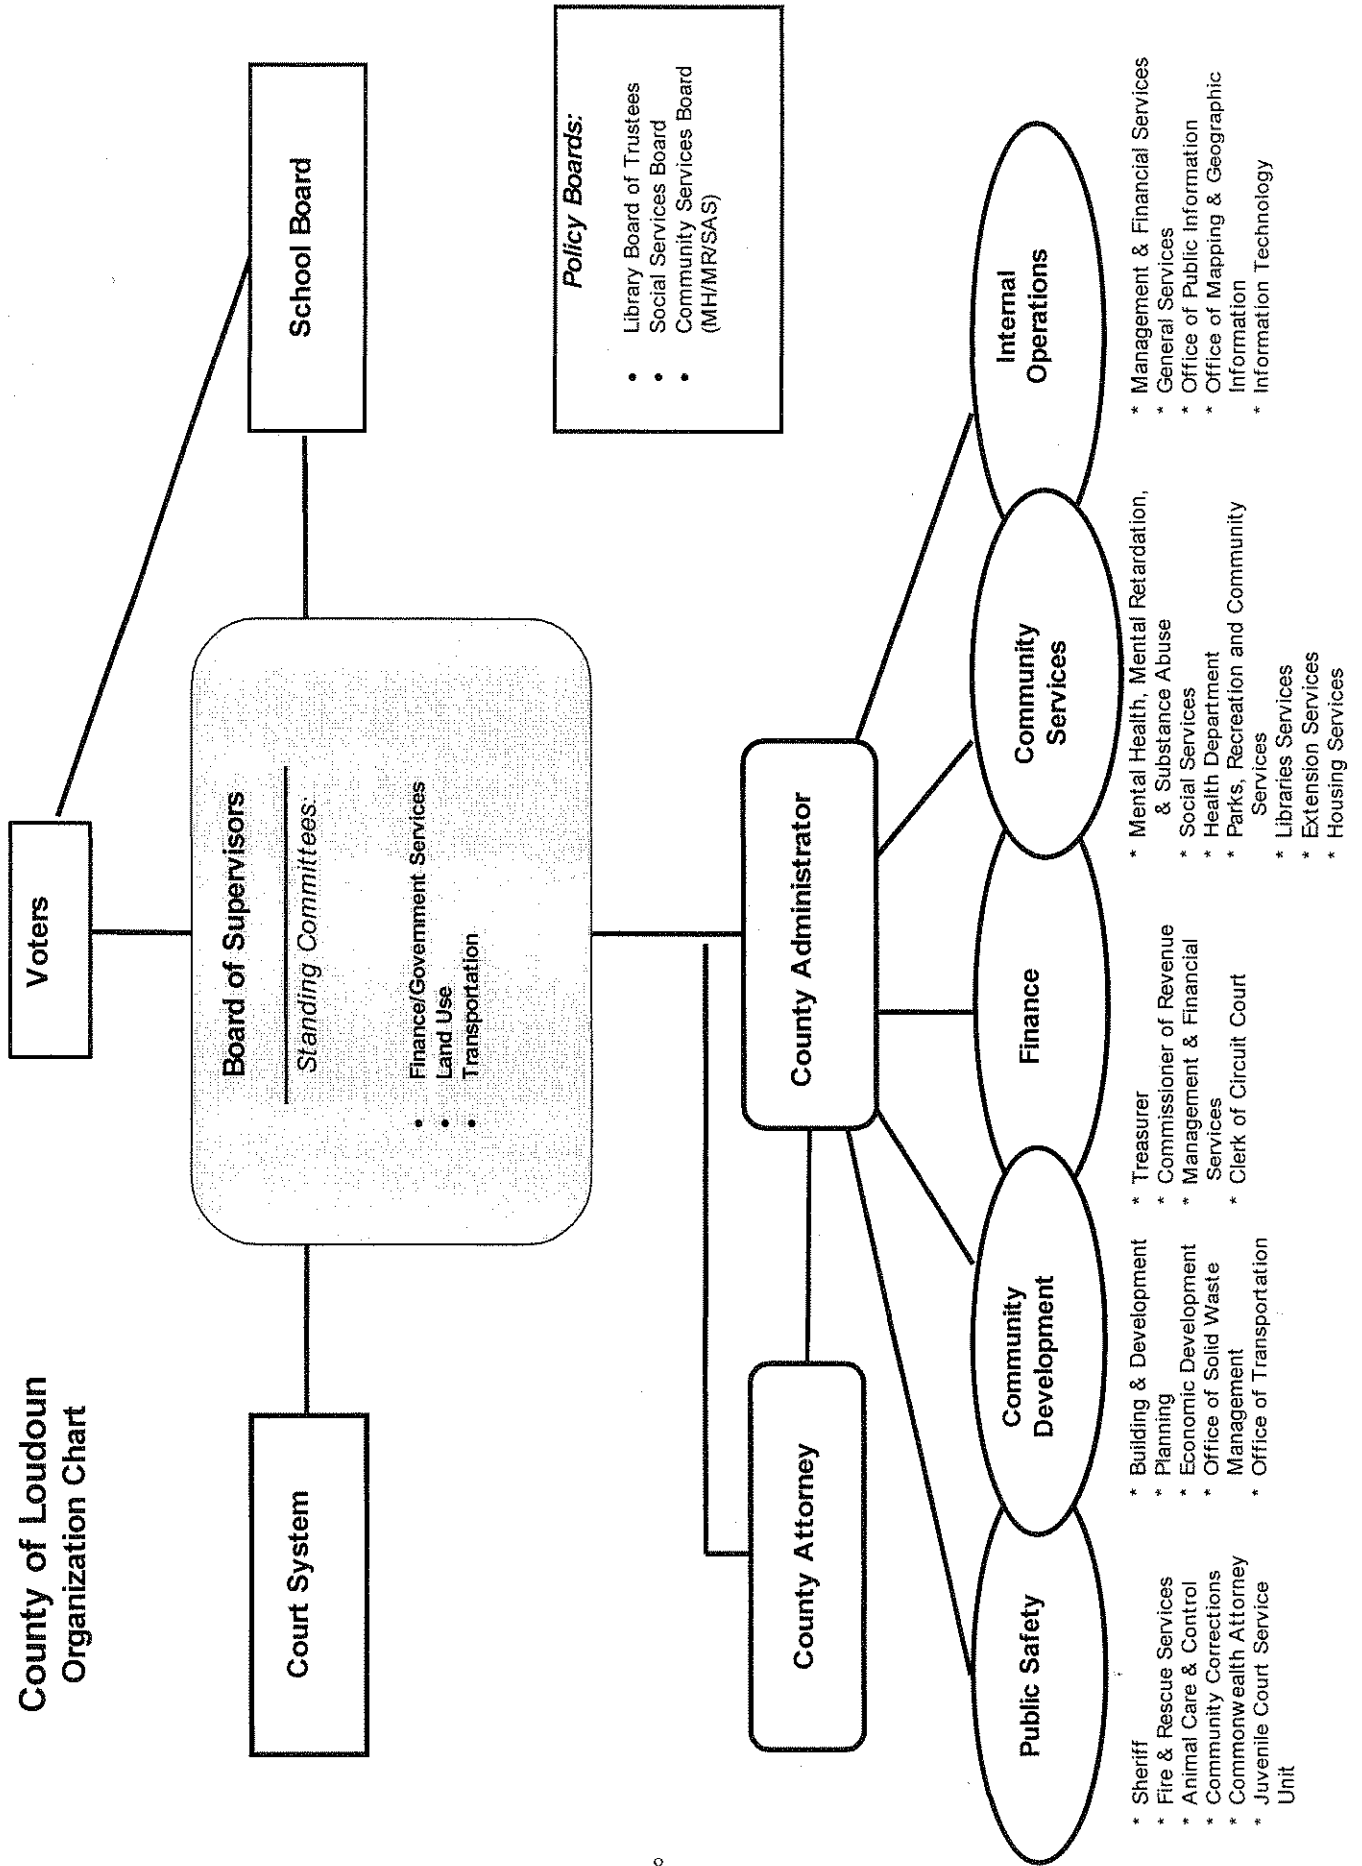 County of Loudoun
Organization Chart
Voters
Court System
Board of Supervisors
Standing Committees:
• Finance/Government Services
• Land Use
• Transportation
School Board
Policy Boards:
• Library Board of Trustees
• Social Services Board
• Community Services Board
(MH/MR/SAS)
County Attorney
County Administrator
Public Safety
* Sheriff
* Fire & Rescue Services
* Animal Care & Control
* Community Corrections
* Commonwealth Attorney
* Juvenile Court Service
Unit
Community
Development
* Building & Development
* Planning
* Economic Development
* Office of Solid Waste
Management
* Office of Transportation
Finance
* Treasurer
* Commissioner of Revenue
* Management & Financial
Services
* Clerk of Circuit Court
Community
Services
* Mental Health, Mental Retardation,
& Substance Abuse
* Social Services
* Health Department
* Parks, Recreation and Community
Services
* Libraries Services
* Extension Services
* Housing Services
Internal
Operations
* Management & Financial Services
* General Services
* Office of Public Information
* Office of Mapping & Geographic
Information
* Information Technology